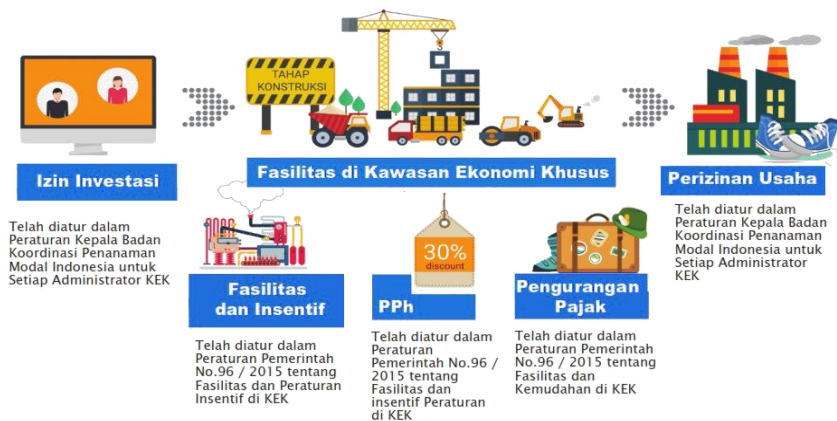 TAHAP
KONSTRUKSI
Izin Investasi
Telah diatur dalam
Peraturan Kepala Badan
Koordinasi Penanaman
Modal Indonesia untuk
Setiap Administrator KEK
Fasilitas di Kawasan Ekonomi Khusus
Perizinan Usaha
Telah diatur dalam
Peraturan Kepala Badan
Koordinasi Penanaman
Modal Indonesia untuk
Setiap Administrator
KEK
Fasilitas
dan Insentif
Telah diatur dalam
Peraturan Pemerintah
No.96 / 2015 tentang
Fasilitas dan Peraturan
Insentif di KEK
30%
discount
PPh
Telah diatur dalam
Peraturan
Pemerintah No.96 /
2015 tentang
Fasilitas dan
insentif Peraturan
di KEK
Pengurangan
Pajak
Telah diatur dalam
Peraturan Pemerintah
No.96 / 2015 tentang
Fasilitas dan
Kemudahan di KEK